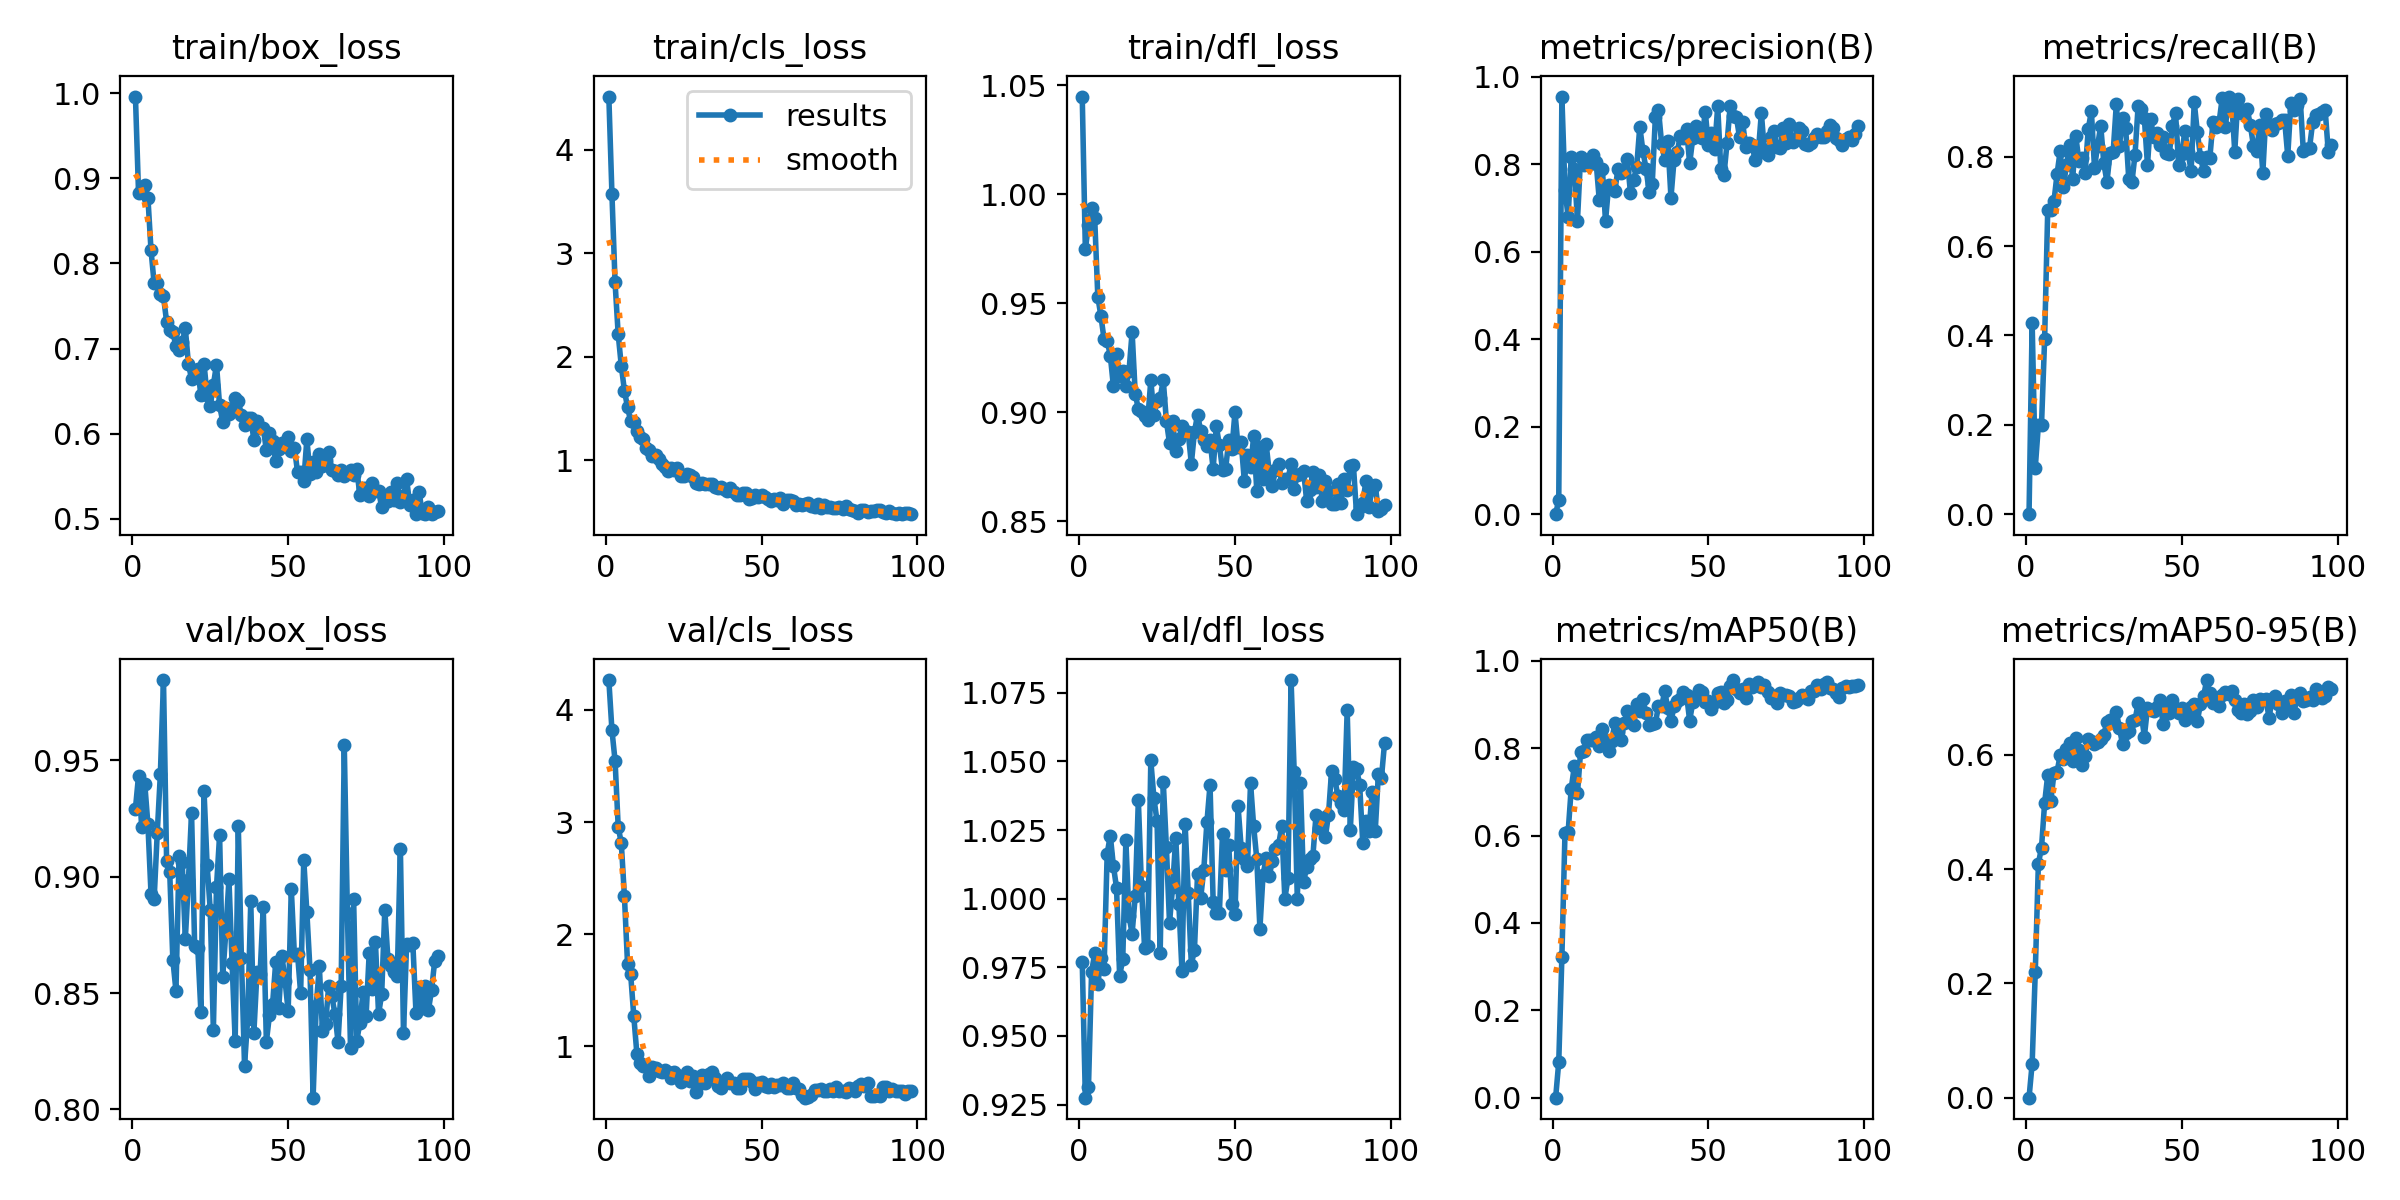 train/box_loss
1.0
0.9
0.8
0.7
0.6
0.5
0 50 100
train/cls_loss
results
smooth
4
3
2
1
0 50 100
train/dfl_loss
1.05
1.00
0.95
0.90
0.85
0 50 100
metrics/precision(B)
1.0
0.8
0.6
0.4
0.2
0.0
0 50 100
metrics/recall(B)
0.8
0.6
0.4
0.2
0.0
0 50 100
val/box_loss
0.95
0.90
0.85
0.80
0 50 100
val/cls_loss
4
3
2
1
0 50 100
val/dfl_loss
1.075
1.050
1.025
1.000
0.975
0.950
0.925
0 50 100
metrics/mAP50(B)
1.0
0.8
0.6
0.4
0.2
0.0
0 50 100
metrics/mAP50-95(B)
0.6
0.4
0.2
0.0
0 50 100